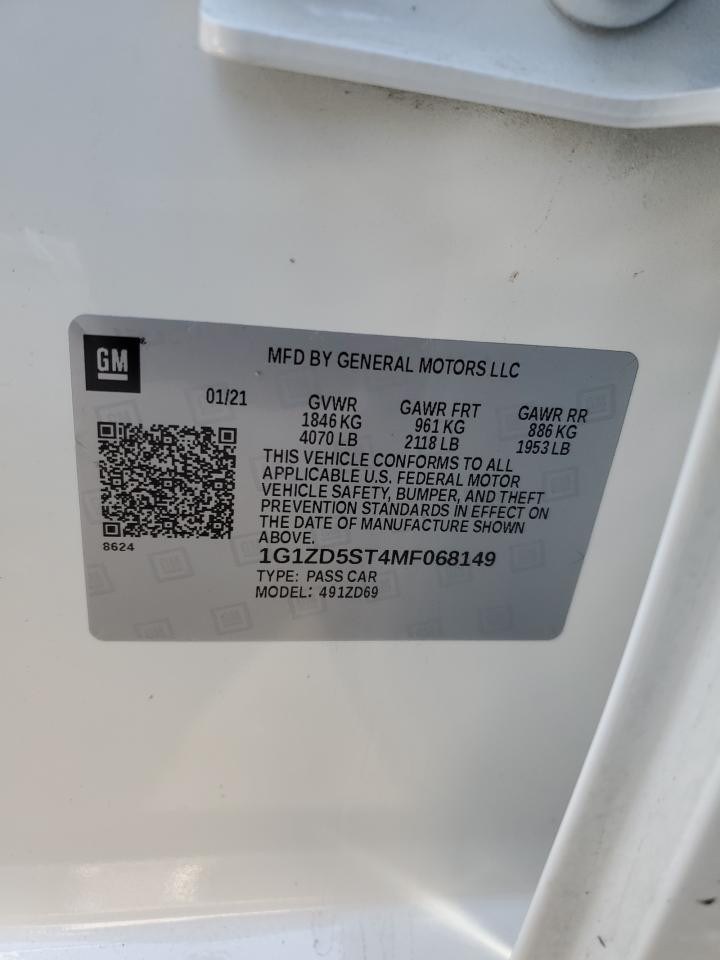 GM
MFD BY GENERAL MOTORS LLC
01/21
GVWR GAWR FRT GAWR RR
1846 KG 961 KG 886 KG
4070 LB 2118 LB 1953 LB
THIS VEHICLE CONFORMS TO ALL
APPLICABLE U.S. FEDERAL MOTOR
VEHICLE SAFETY, BUMPER, AND THEFT
PREVENTION STANDARDS IN EFFECT ON
THE DATE OF MANUFACTURE SHOWN
ABOVE.
8624
1G1ZD5ST4MF068149
TYPE: PASS CAR
MODEL: 491ZD69